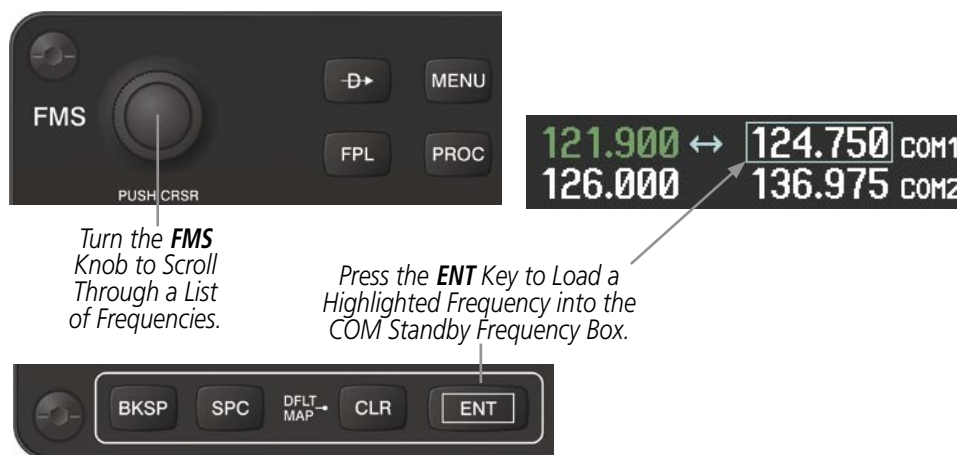 FMS
MENU
FPL
PROC
PUSH CRSR
121.900 ↔ 124.750 COM1
126.000 136.975 COM2
Turn the FMS
Knob to Scroll
Through a List
of Frequencies.
Press the ENT Key to Load a
Highlighted Frequency into the
COM Standby Frequency Box.
BKSP
SPC
DFLT
MAP
CLR
ENT